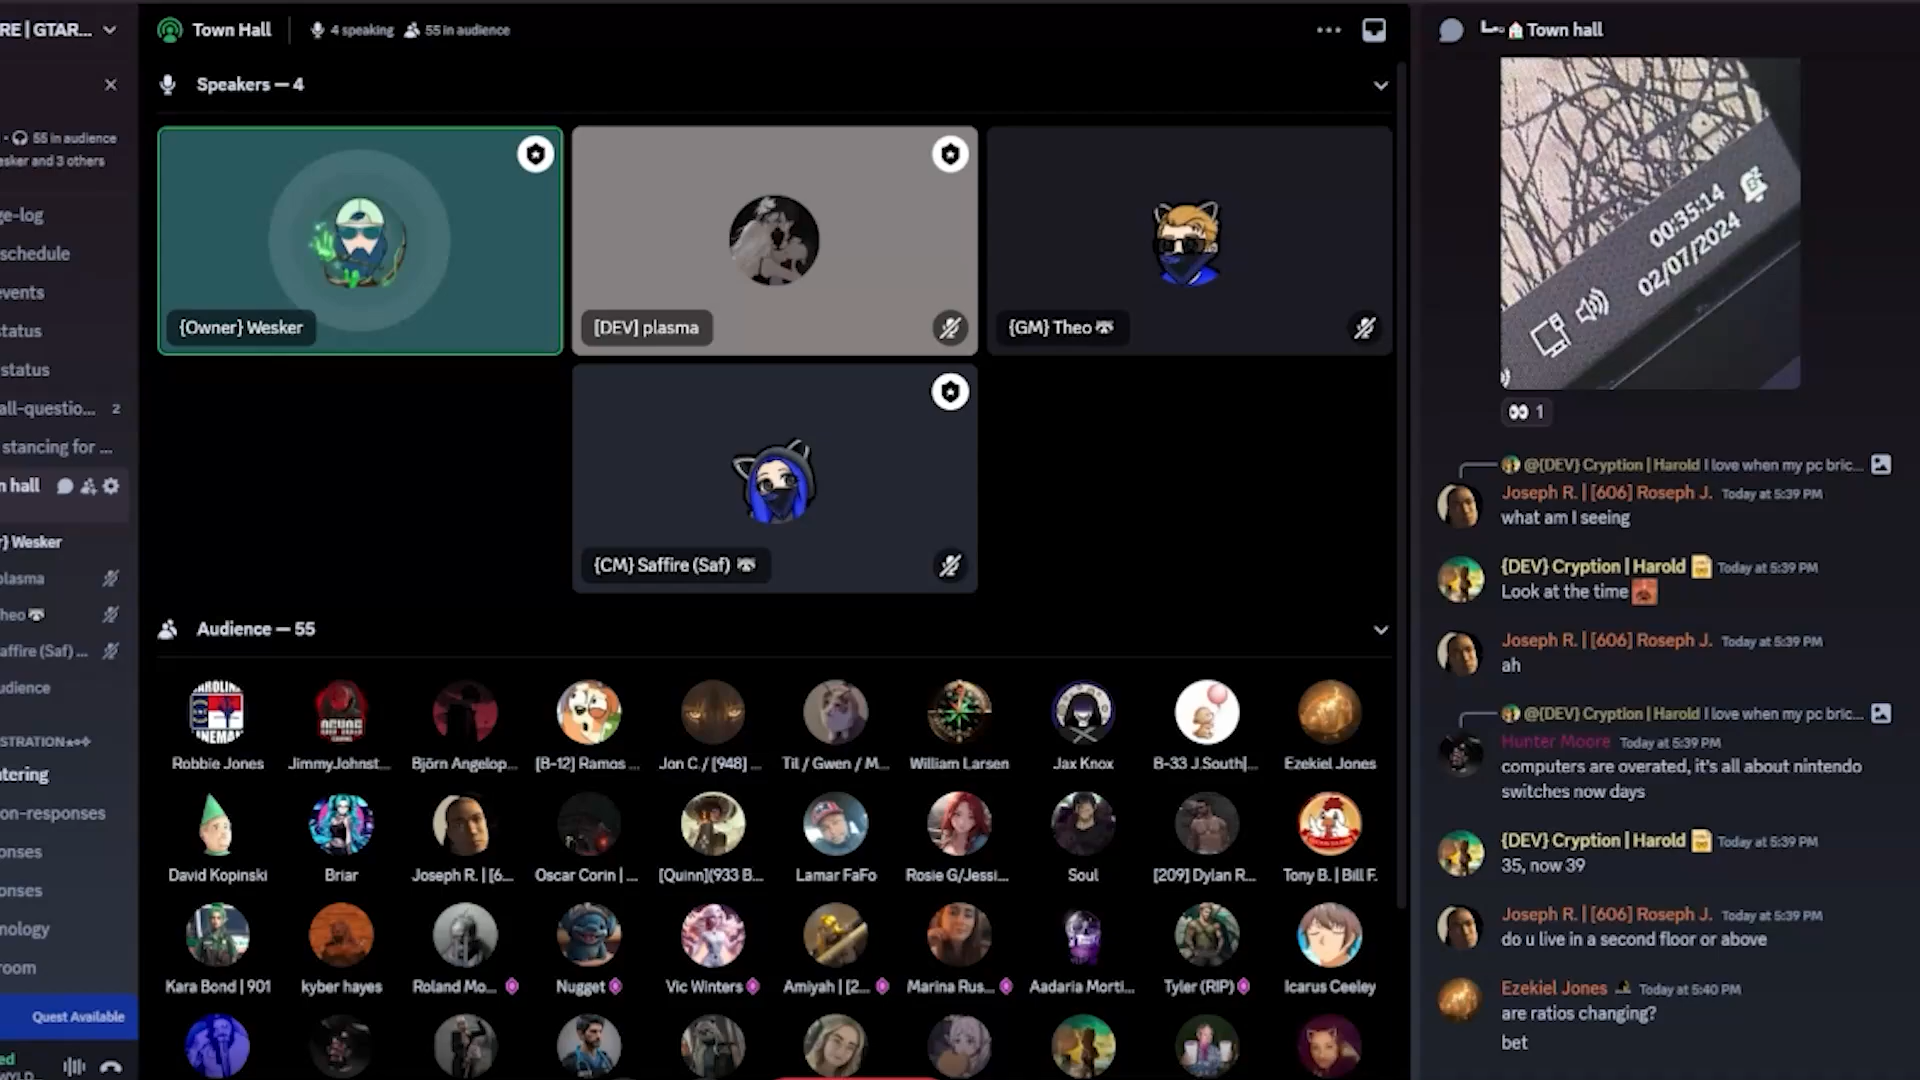 RE | GTAR...
55 in audience
esker and 3 others
ge-log
schedule
events
status
status
all-questio... 2
stancing for ...
n hall
r} Wesker
plasma
heo
affire (Saf) ...
udience
STRATION
tering
on-responses
onses
onses
nology
room
Quest Available
ed
Town Hall
4 speaking 55 in audience
Speakers — 4
{Owner} Wesker
[DEV] plasma
{GM} Theo
{CM} Saffire (Saf)
Audience — 55
Robbie Jones
JimmyJohnst...
Björn Angelop...
[B-12] Ramos ...
Jon C./ [948] ...
Til / Gwen / M...
William Larsen
Jax Knox
B-33 J.South|...
Ezekiel Jones
David Kopinski
Briar
Joseph R. | [6...
Oscar Corin | ...
[Quinn](933 B...
Lamar FaFo
Rosie G/Jessi...
Soul
[209] Dylan R...
Tony B. | Bill F.
Kara Bond | 901
kyber hayes
Roland Mo...
Nugget
Vic Winters
Amiyah | [2...
Marina Rus...
Aadaria Morti...
Tyler (RIP)
Icarus Ceeley
Town hall
00:35:14
02/07/2024
1
@{DEV} Cryption | Harold I love when my pc bric...
Joseph R. | [606] Roseph J. Today at 5:39 PM
what am I seeing
{DEV} Cryption | Harold Today at 5:39 PM
Look at the time
Joseph R. | [606] Roseph J. Today at 5:39 PM
ah
@{DEV} Cryption | Harold I love when my pc bric...
Hunter Moore Today at 5:39 PM
computers are overated, it's all about nintendo
switches now days
{DEV} Cryption | Harold Today at 5:39 PM
35, now 39
Joseph R. | [606] Roseph J. Today at 5:39 PM
do u live in a second floor or above
Ezekiel Jones Today at 5:40 PM
are ratios changing?
bet